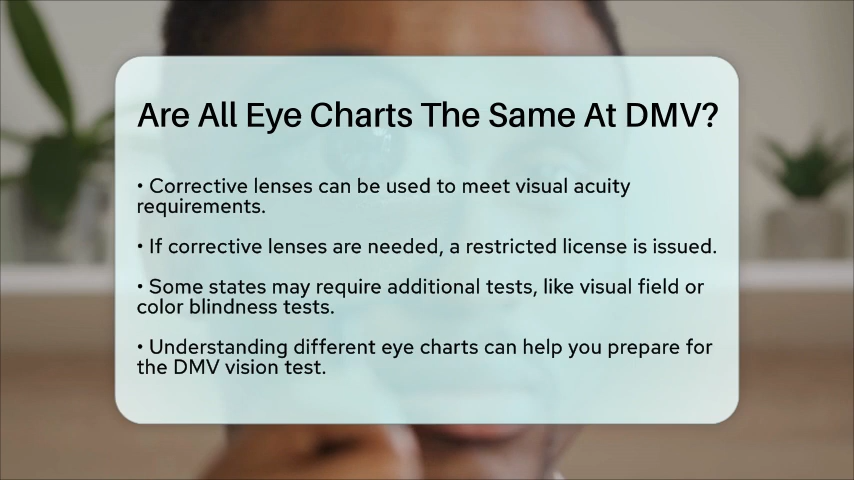 Are All Eye Charts The Same At DMV?
• Corrective lenses can be used to meet visual acuity
requirements.
• If corrective lenses are needed, a restricted license is issued.
• Some states may require additional tests, like visual field or
color blindness tests.
• Understanding different eye charts can help you prepare for
the DMV vision test.